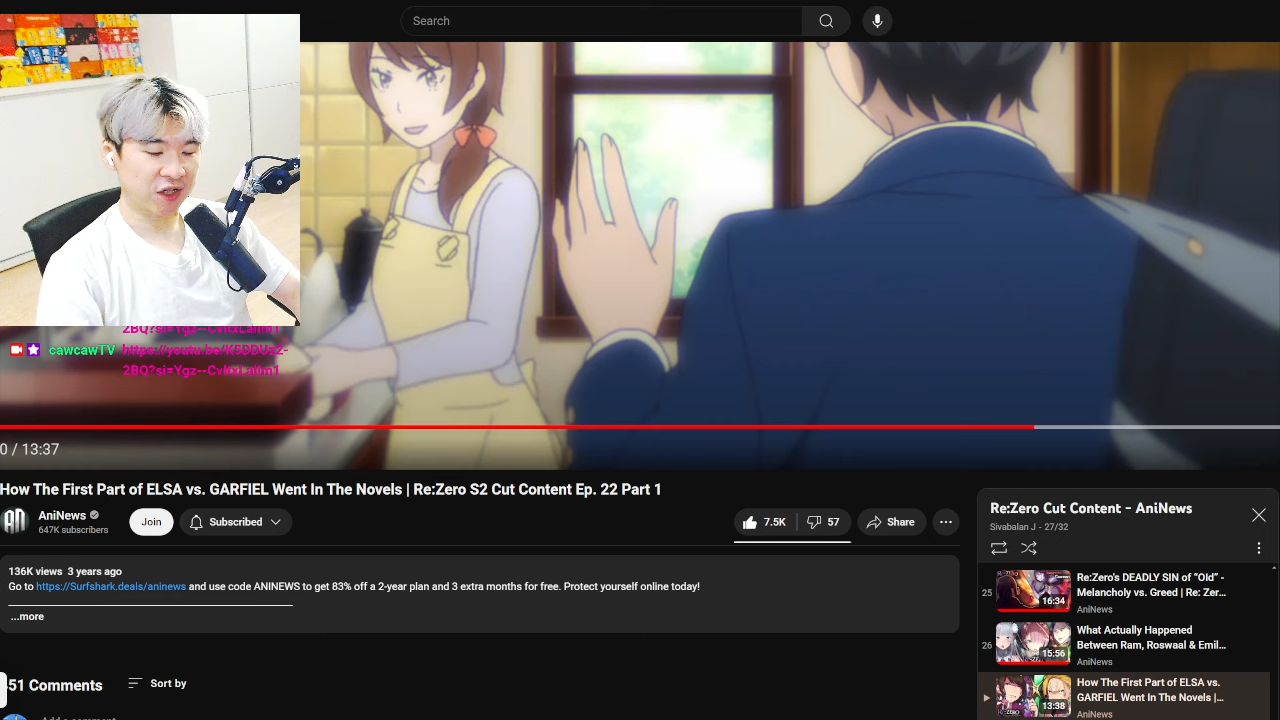 Search
cawcawTV https://youtu.be/K5DDUz2-
0 / 13:37
How The First Part of ELSA vs. GARFIEL Went In The Novels | Re:Zero S2 Cut Content Ep. 22 Part 1
AniNews
647K subscribers
Join
Subscribed
7.5K
57
Share
136K views 3 years ago
Go to https://Surfshark.deals/aninews and use code ANINEWS to get 83% off a 2-year plan and 3 extra months for free. Protect yourself online today!
...more
51 Comments
Sort by
Re:Zero Cut Content - AniNews
Sivabalan J - 27/32
25
16:34
Re:Zero's DEADLY SIN of “Old” -
Melancholy vs. Greed | Re: Zer...
AniNews
26
15:56
What Actually Happened
Between Ram, Roswaal & Emil...
AniNews
Re:ZERO
13:38
How The First Part of ELSA vs.
GARFIEL Went In The Novels |...
AniNews